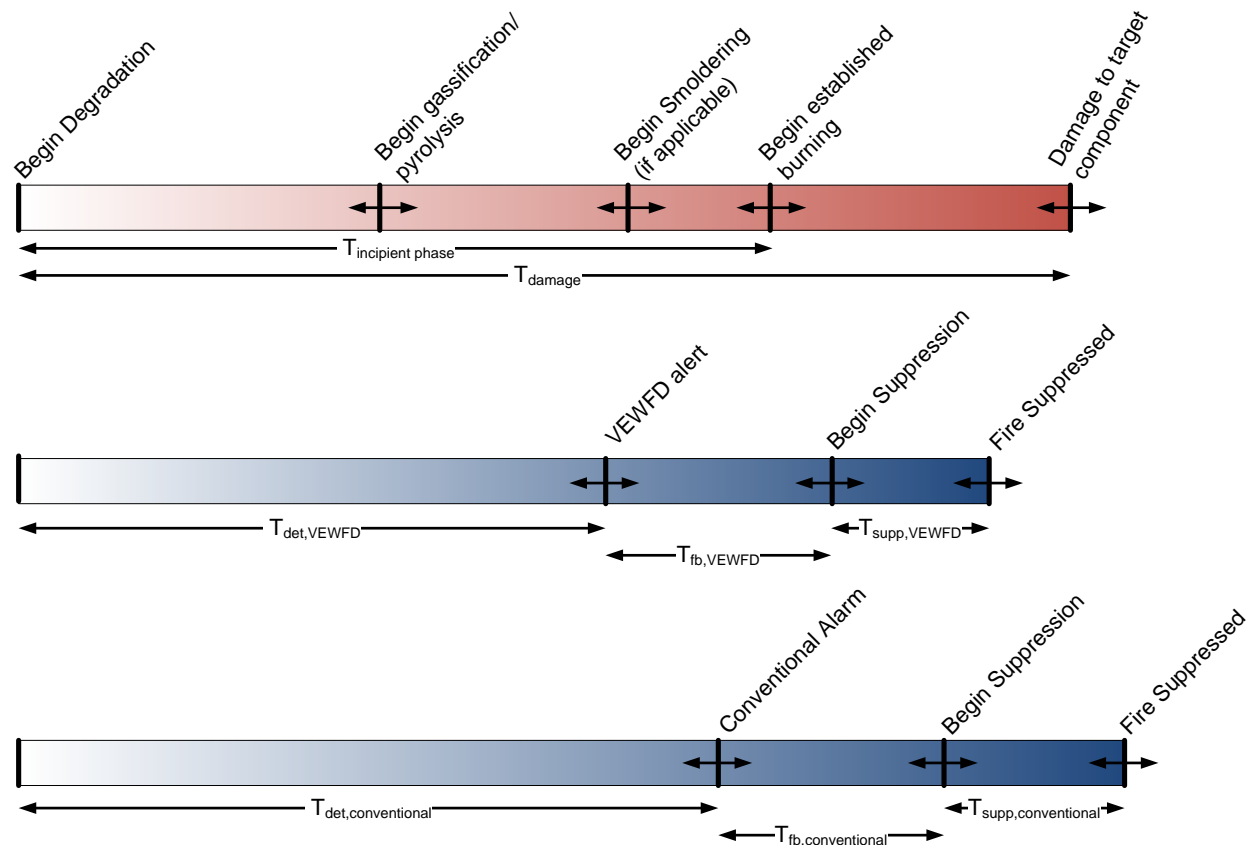 Begin Degradation
Begin gassification/
pyrolysis
Begin Smoldering
(if applicable)
Begin established
burning
Damage to target
component
Tincipient phase
Tdamage
VEWFD alert
Begin Suppression
Fire Suppressed
Tdet,VEWFD
Tsupp,VEWFD
Tfb,VEWFD
Conventional Alarm
Begin Suppression
Fire Suppressed
Tdet,conventional
Tsupp,conventional
Tfb,conventional